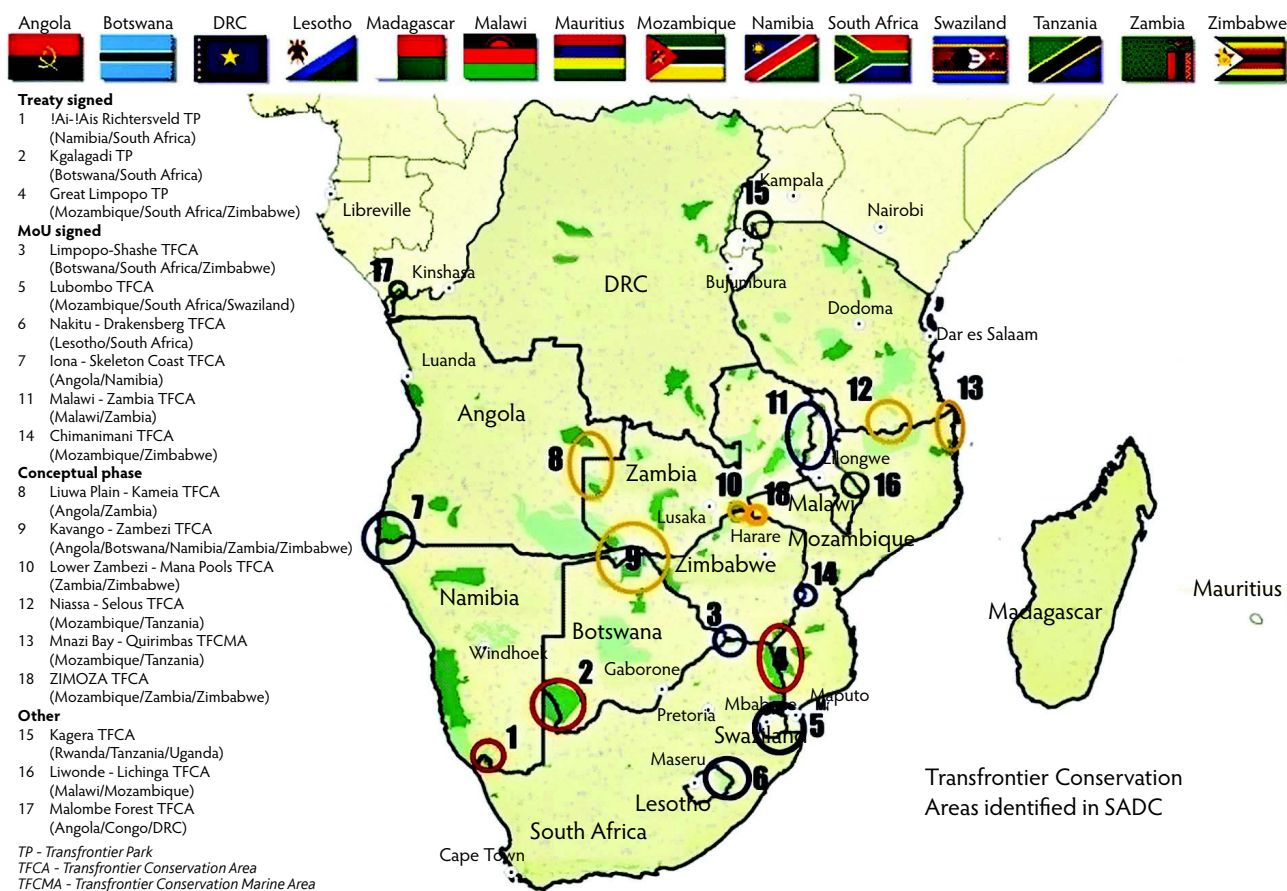 Angola Botswana DRC Lesotho Madagascar Malawi Mauritius Mozambique Namibia South Africa Swaziland Tanzania Zambia Zimbabwe
Treaty signed
1 !Ai-!Ais Richtersveld TP
(Namibia/South Africa)
2 Kgalagadi TP
(Botswana/South Africa)
4 Great Limpopo TP
(Mozambique/South Africa/Zimbabwe)
MoU signed
3 Limpopo-Shashe TFCA
(Botswana/South Africa/Zimbabwe)
5 Lubombo TFCA
(Mozambique/South Africa/Swaziland)
6 Nakitu - Drakensberg TFCA
(Lesotho/South Africa)
7 Iona - Skeleton Coast TFCA
(Angola/Namibia)
11 Malawi - Zambia TFCA
(Malawi/Zambia)
14 Chimanimani TFCA
(Mozambique/Zimbabwe)
Conceptual phase
8 Liuwa Plain - Kameia TFCA
(Angola/Zambia)
9 Kavango - Zambezi TFCA
(Angola/Botswana/Namibia/Zambia/Zimbabwe)
10 Lower Zambezi - Mana Pools TFCA
(Zambia/Zimbabwe)
12 Niassa - Selous TFCA
(Mozambique/Tanzania)
13 Mnazi Bay - Quirimbas TFCMA
(Mozambique/Tanzania)
18 ZIMOZA TFCA
(Mozambique/Zambia/Zimbabwe)
Other
15 Kagera TFCA
(Rwanda/Tanzania/Uganda)
16 Liwonde - Lichinga TFCA
(Malawi/Mozambique)
17 Malombe Forest TFCA
(Angola/Congo/DRC)
TP - Transfrontier Park
TFCA - Transfrontier Conservation Area
TFCMA - Transfrontier Conservation Marine Area
Kampala
15
Libreville
Nairobi
17
Kinshasa
DRC
Bujumbura
Dodoma
Dar es Salaam
Luanda
Angola
11
12
13
8
Zambia
Lilongwe
16
10
18
Malawi
7
Lusaka
Harare
Mozambique
9
Zimbabwe
14
Mauritius
Namibia
Madagascar
Botswana
3
Windhoek
Gaborone
4
2
Pretoria
Mbabane
Maputo
1
Swaziland
5
Maseru
6
Lesotho
South Africa
Cape Town
Transfrontier Conservation
Areas identified in SADC